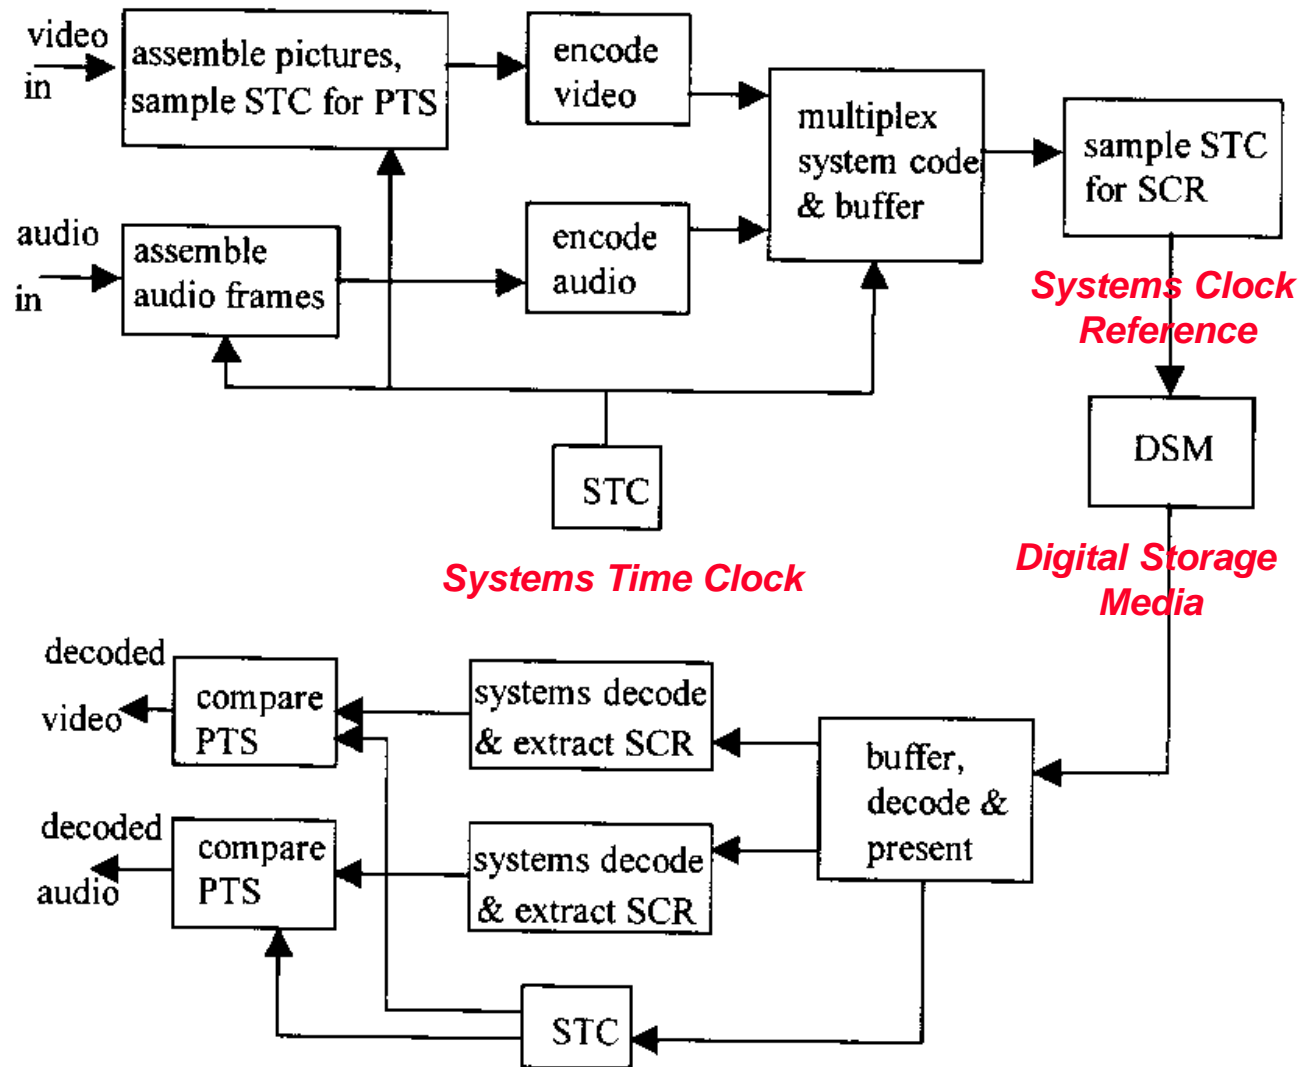 video
in
assemble pictures,
sample STC for PTS
encode
video
multiplex
system code
& buffer
sample STC
for SCR
audio
in
assemble
audio frames
encode
audio
Systems Clock
Reference
DSM
STC
Systems Time Clock
Digital Storage
Media
decoded
video
compare
PTS
systems decode
& extract SCR
buffer,
decode &
present
decoded
audio
compare
PTS
systems decode
& extract SCR
STC